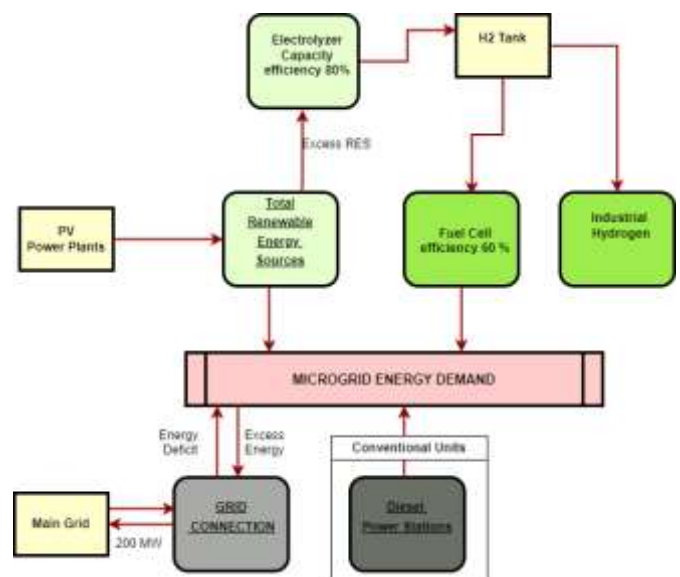 Electrolyzer
Capacity
efficiency 80%
H2 Tank
Excess RES
PV
Power Plants
Total
Renewable
Energy
Sources
Fuel Cell
efficiency 60 %
Industrial
Hydrogen
MICROGRID ENERGY DEMAND
Energy
Deficit
Excess
Energy
Conventional Units
Main Grid
200 MW
GRID
CONNECTION
Diesel
Power Stations